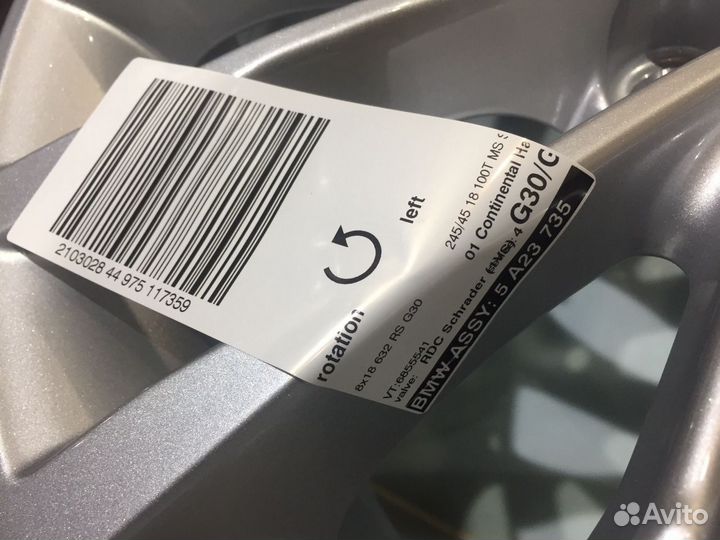 2103028 44 975 117359
rotation left
8x18 632 RS G30
245/45 18 100T MS
VT:6855541
01 Continental
valve: RDC Schrader 4 G30/G
BMW-ASSY: 5 A23 735
Avito